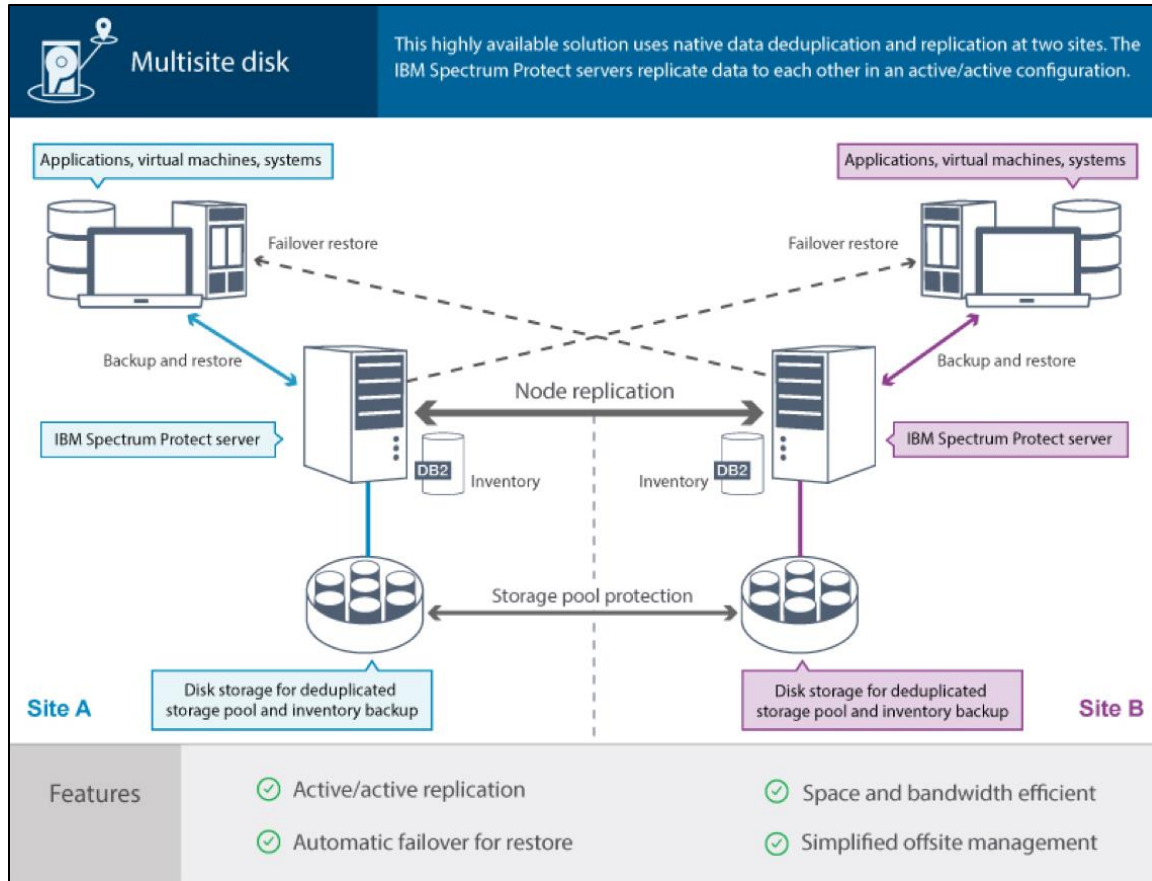 Multisite disk
This highly available solution uses native data deduplication and replication at two sites. The
IBM Spectrum Protect servers replicate data to each other in an active/active configuration.
Applications, virtual machines, systems
Applications, virtual machines, systems
Failover restore
Failover restore
Backup and restore
Backup and restore
Node replication
IBM Spectrum Protect server
IBM Spectrum Protect server
DB2
Inventory
Inventory
DB2
Storage pool protection
Disk storage for deduplicated
storage pool and inventory backup
Disk storage for deduplicated
storage pool and inventory backup
Site A
Site B
Features
Active/active replication
Space and bandwidth efficient
Automatic failover for restore
Simplified offsite management